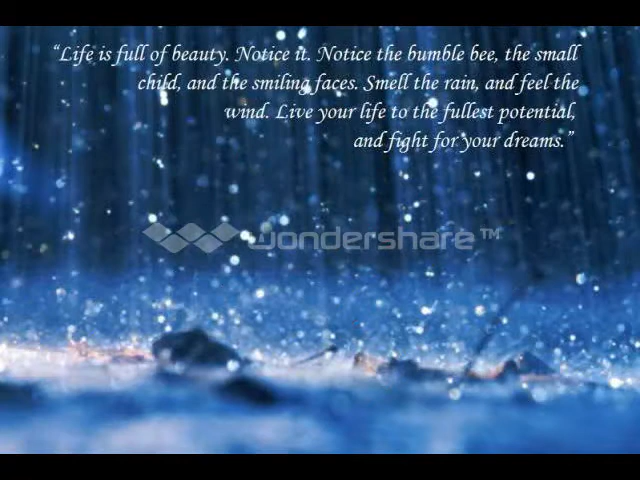 “Life is full of beauty. Notice it. Notice the bumble bee, the small
child, and the smiling faces. Smell the rain, and feel the
wind. Live your life to the fullest potential,
and fight for your dreams.”
wondershare™